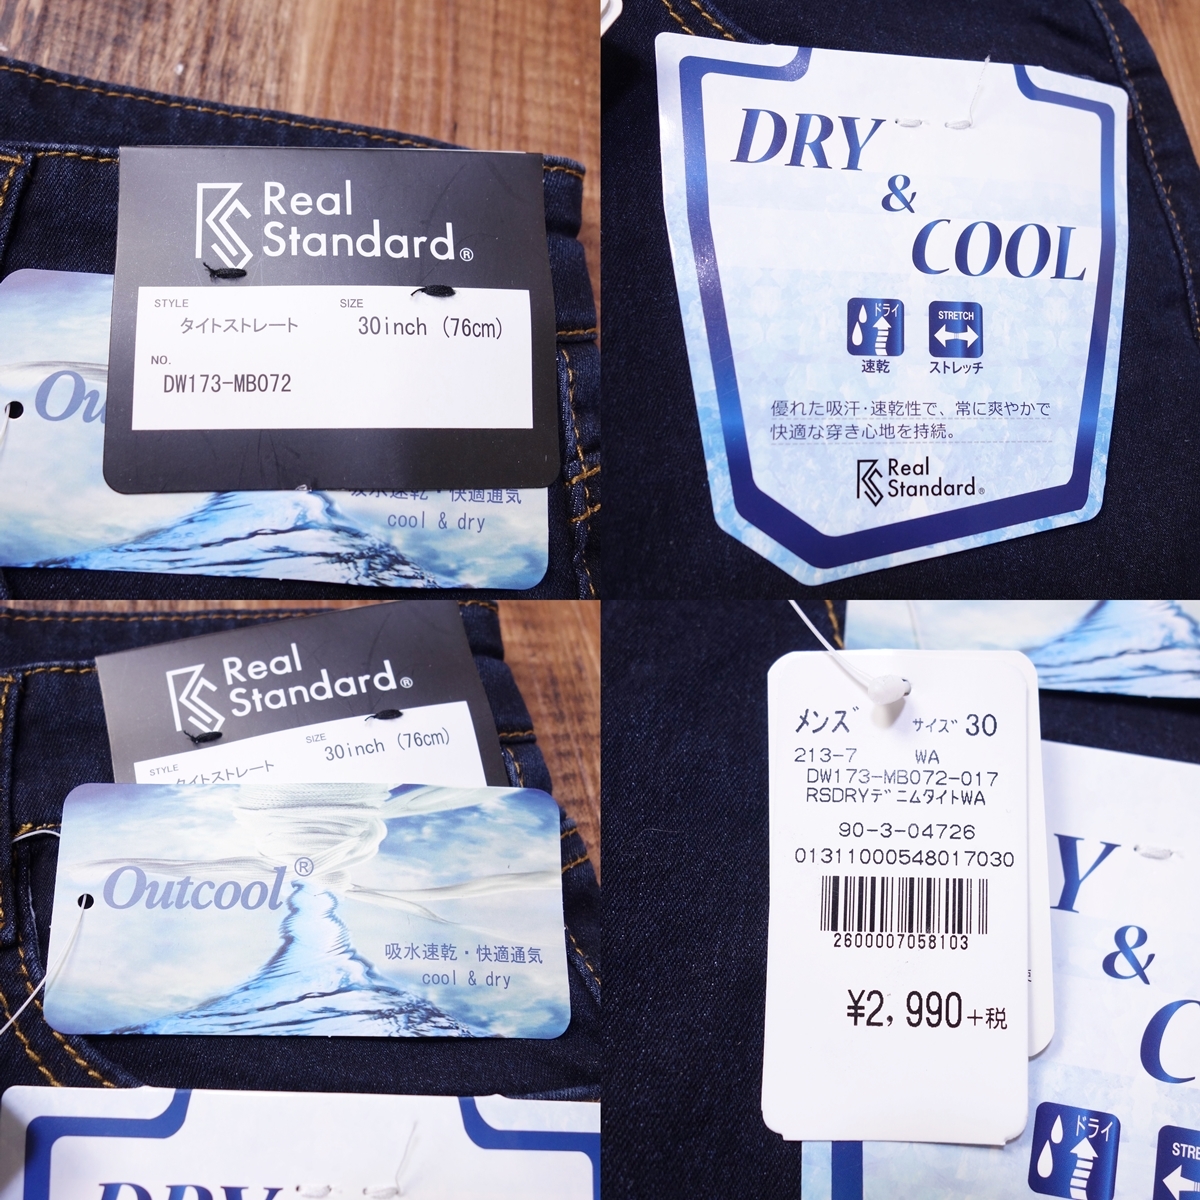 Real
Standard®
STYLE
タイトストレート
SIZE
30inch (76cm)
NO.
DW173-MB072
Ou
吸水速乾・快適通気
cool & dry
DRY
&
COOL
ドライ
速乾
STRETCH
ストレッチ
優れた吸汗・速乾性で、常に爽やかで
快適な穿き心地を持続。
Real
Standard®
Real
Standard®
STYLE
タイトストレート
SIZE
30inch (76cm)
Outcool®
吸水速乾・快適通気
cool & dry
DRY
メンズ サイズ 30
213-7 WA
DW173-MB072-017
RSDRYデニムタイトWA
90-3-04726
01311000548017030
2600007058103
¥2,990+税
Y
&
C
ドライ
STRE